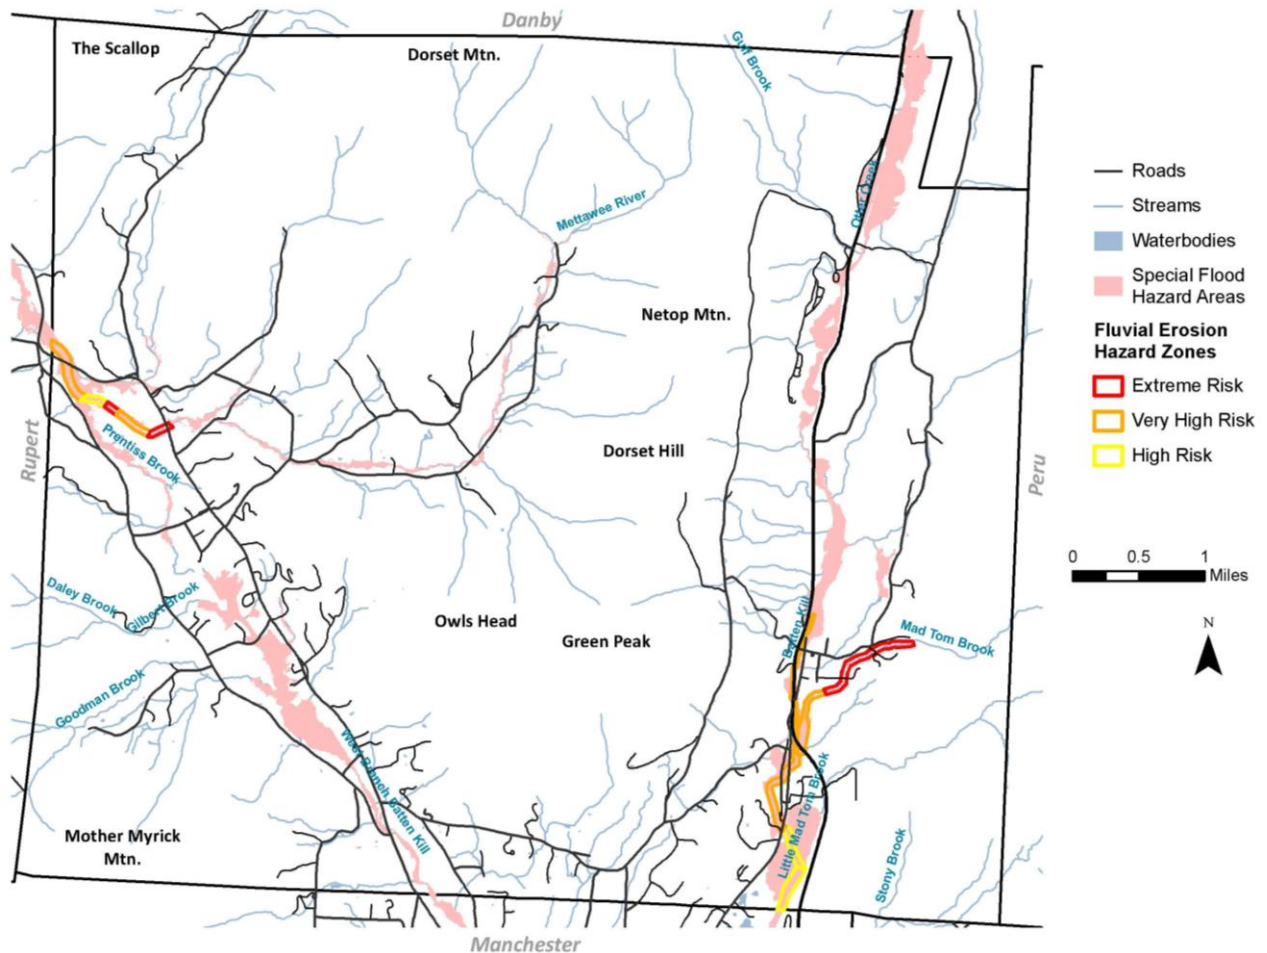 Danby
The Scallop
Dorset Mtn.
Gulf Brook
Otter Creek
Mettawee River
Netop Mtn.
Rupert
Prentiss Brook
Dorset Hill
Peru
Daley Brook
Gilbert Brook
Owls Head
Green Peak
Batten Kill
Mad Tom Brook
Goodman Brook
West Branch Batten Kill
Little Mad Tom Brook
Mother Myrick
Mtn.
Stony Brook
Manchester
Roads
Streams
Waterbodies
Special Flood
Hazard Areas
Fluvial Erosion
Hazard Zones
Extreme Risk
Very High Risk
High Risk
0 0.5 1
Miles
N